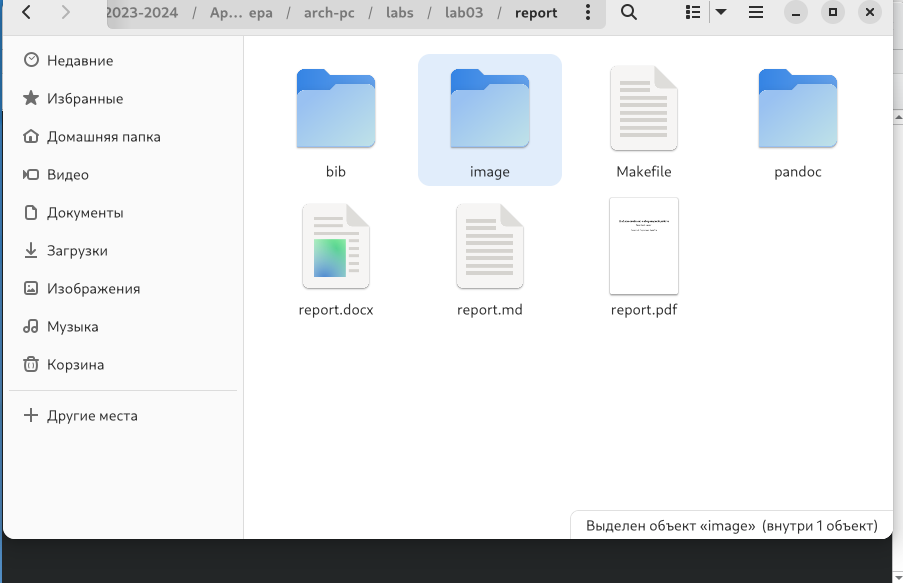 2023-2024 / Ар... ера / arch-pc / labs / lab03 / report
Недавние
Избранные
Домашняя папка
Видео
Документы
Загрузки
Изображения
Музыка
Корзина
Другие места
bib
image
Makefile
pandoc
report.docx
report.md
report.pdf
Выделен объект «image» (внутри 1 объект)